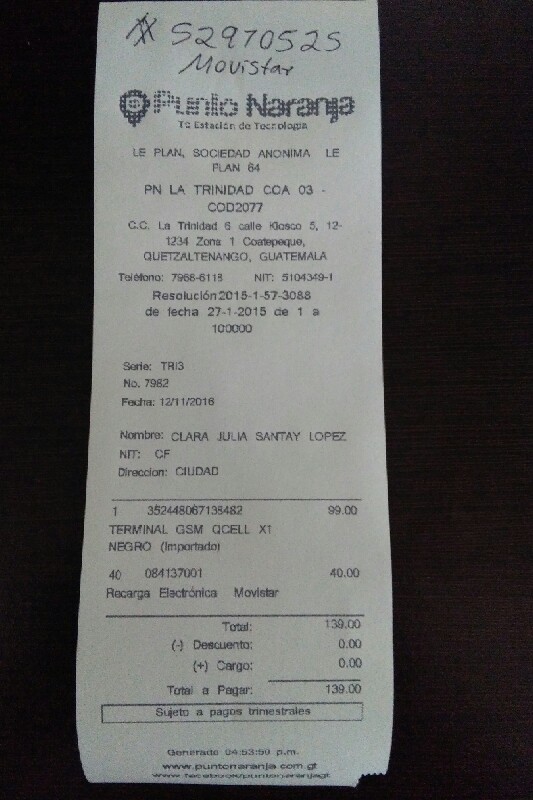 52970525
Movistar
Punto Naranja
Tu Estación de Tecnología
LE PLAN, SOCIEDAD ANONIMA LE
PLAN 64
PN LA TRINIDAD COA 03 -
COD2077
C.C. La Trinidad 6 calle Kiosco 5, 12-
1234 Zona 1 Coatepeque,
QUETZALTENANGO, GUATEMALA
Teléfono: 7968-6118 NIT: 5104349-1
Resolución 2015-1-57-3088
de fecha 27-1-2015 de 1 a
100000
Serie: TRI3
No. 7962
Fecha: 12/11/2016
Nombre: CLARA JULIA SANTAY LOPEZ
NIT: CF
Direccion: CIUDAD
1 352448067138482 99.00
TERMINAL GSM QCELL X1
NEGRO (Importado)
40 084137001 40.00
Recarga Electrónica Movistar
Total: 139.00
(-) Descuento: 0.00
(+) Cargo: 0.00
Total a Pagar: 139.00
Sujeto a pagos trimestrales
Generado 04:53:50 p.m.
www.puntonaranja.com.gt
www.facebook/puntonaranjagt